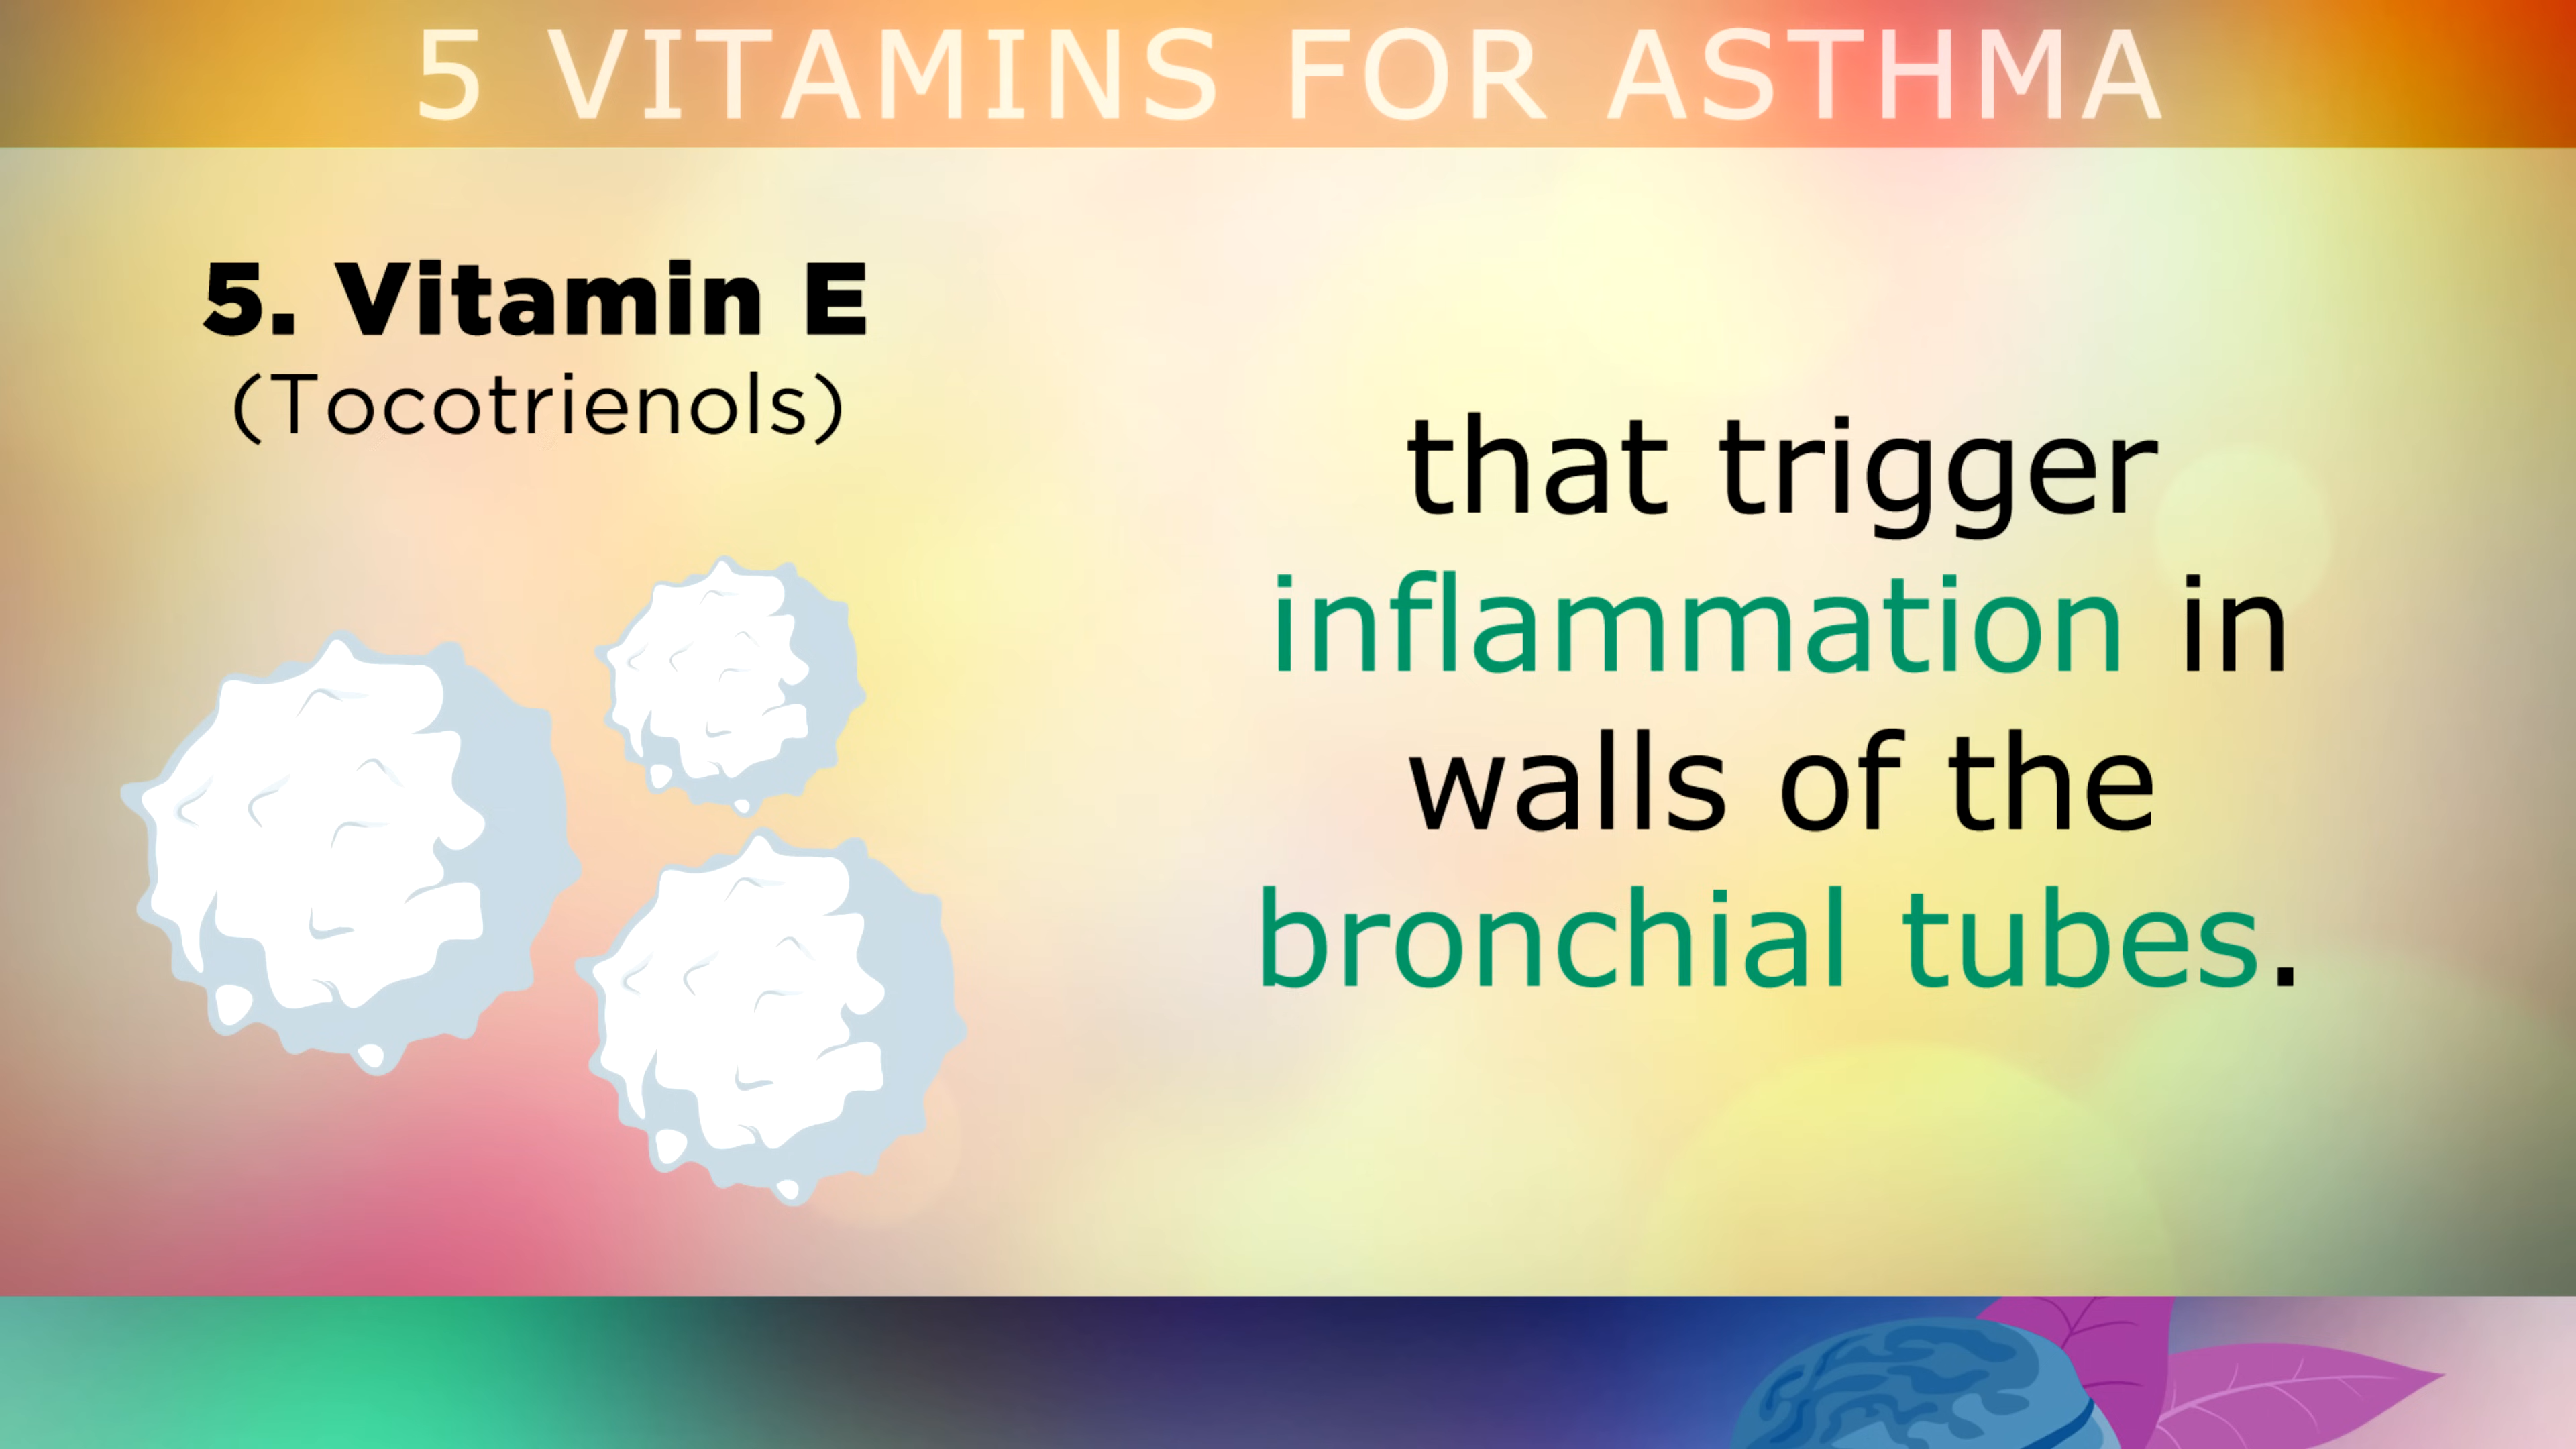 5 VITAMINS FOR ASTHMA
5. Vitamin E
(Tocotrienols)
that trigger
inflammation in
walls of the
bronchial tubes.